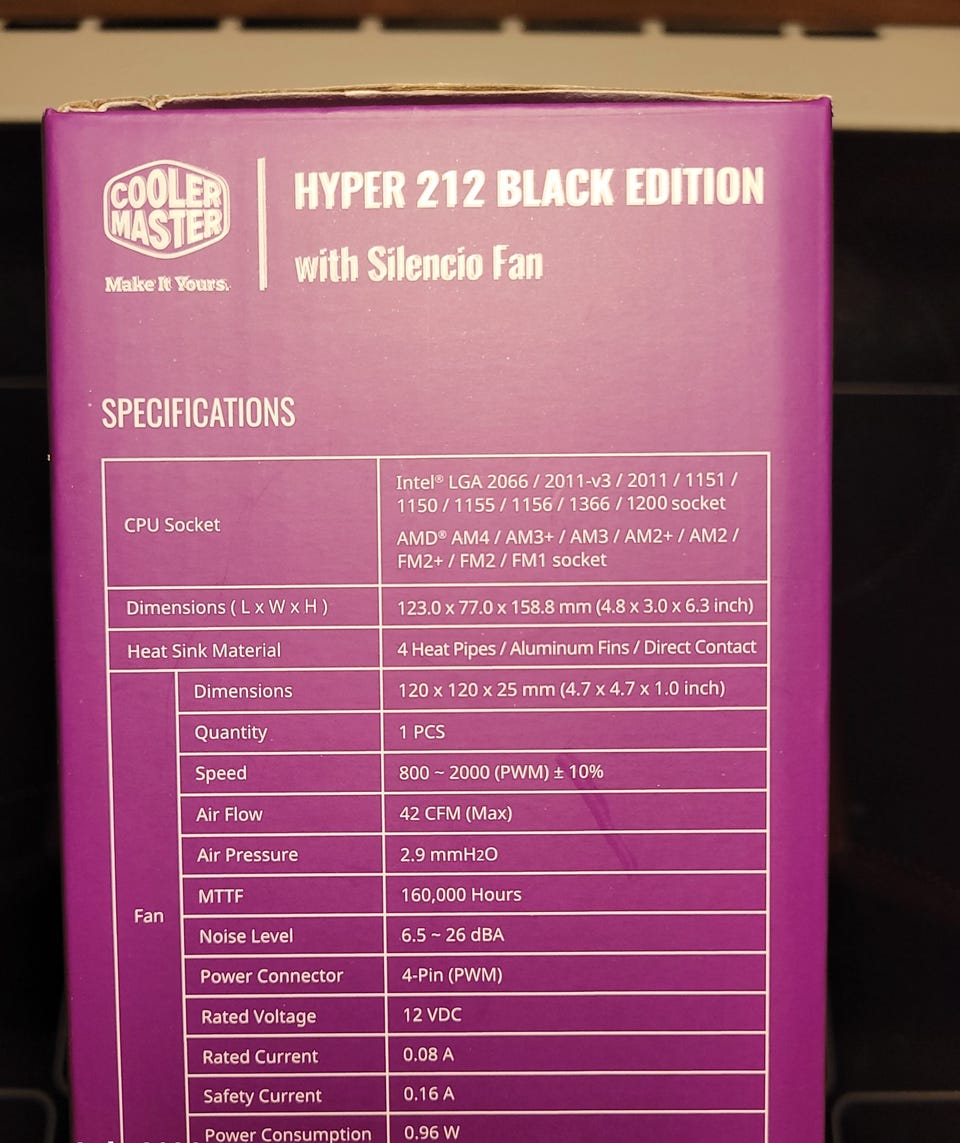 COOLER
MASTER
Make It Yours.
HYPER 212 BLACK EDITION
with Silencio Fan
SPECIFICATIONS
CPU Socket
Intel® LGA 2066 / 2011-v3 / 2011 / 1151 /
1150 / 1155 / 1156 / 1366 / 1200 socket
AMD® AM4 / AM3+ / AM3 / AM2+ / AM2 /
FM2+ / FM2 / FM1 socket
Dimensions ( L x W x H ) 123.0 x 77.0 x 158.8 mm (4.8 x 3.0 x 6.3 inch)
Heat Sink Material 4 Heat Pipes / Aluminum Fins / Direct Contact
Fan
Dimensions 120 x 120 x 25 mm (4.7 x 4.7 x 1.0 inch)
Quantity 1 PCS
Speed 800 ~ 2000 (PWM) ± 10%
Air Flow 42 CFM (Max)
Air Pressure 2.9 mmH2O
MTTF 160,000 Hours
Noise Level 6.5 ~ 26 dBA
Power Connector 4-Pin (PWM)
Rated Voltage 12 VDC
Rated Current 0.08 A
Safety Current 0.16 A
Power Consumption 0.96 W